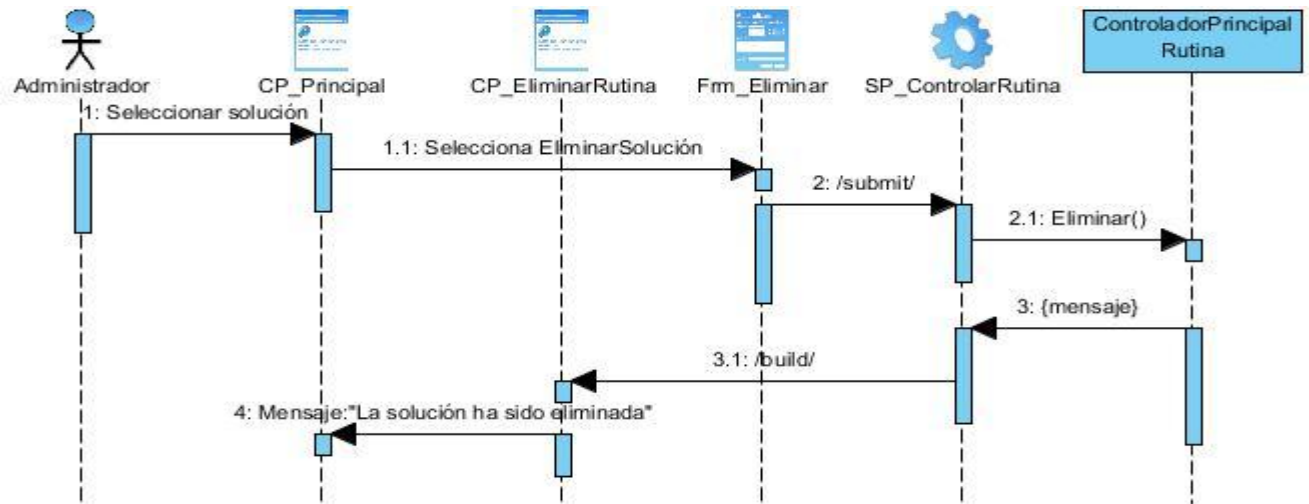 ControladorPrincipal
Rutina
Administrador
CP_Principal
CP_EliminarRutina
Frm_Eliminar
SP_ControlarRutina
1: Seleccionar solución
1.1: Selecciona EliminarSolución
2: /submit/
2.1: Eliminar()
3: {mensaje}
3.1: /build/
4: Mensaje:"La solución ha sido eliminada"